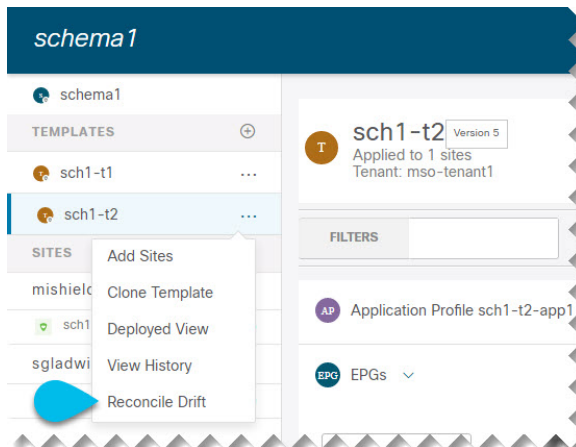 schema1
schema1
TEMPLATES
sch1-t1
sch1-t2
SITES
mishield
sch1
sgladwi
Add Sites
Clone Template
Deployed View
View History
Reconcile Drift
T
sch1-t2 Version 5
Applied to 1 sites
Tenant: mso-tenant1
FILTERS
AP Application Profile sch1-t2-app1
EPG EPGs